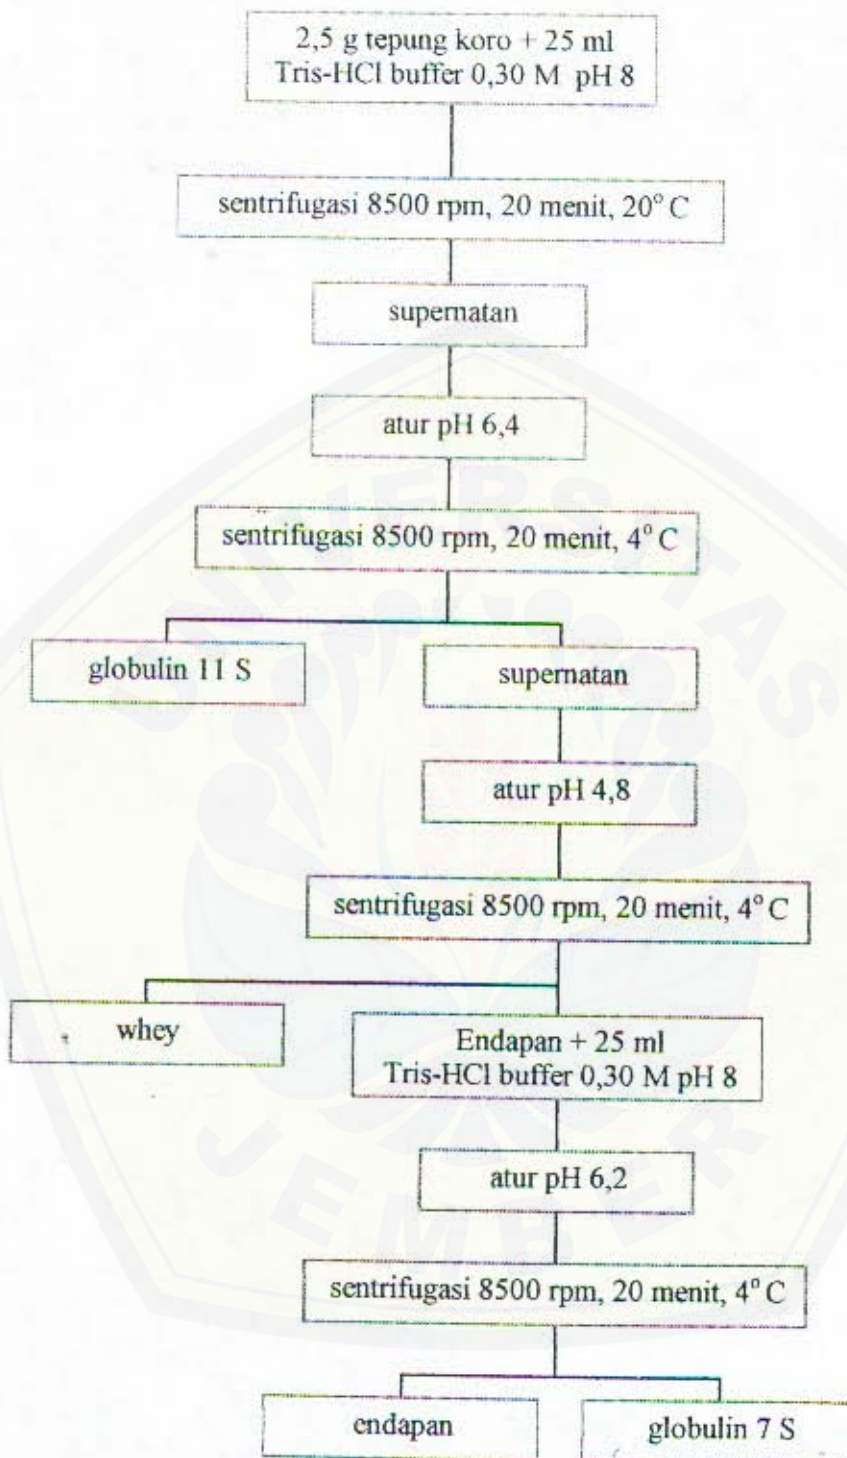 2,5 g tepung koro + 25 ml
Tris-HCl buffer 0,30 M pH 8
sentrifugasi 8500 rpm, 20 menit, 20° C
supernatan
atur pH 6,4
sentrifugasi 8500 rpm, 20 menit, 4° C
globulin 11 S
supernatan
atur pH 4,8
sentrifugasi 8500 rpm, 20 menit, 4° C
whey
Endapan + 25 ml
Tris-HCl buffer 0,30 M pH 8
atur pH 6,2
sentrifugasi 8500 rpm, 20 menit, 4° C
endapan
globulin 7 S
UNIVERSITAS
JEMBER